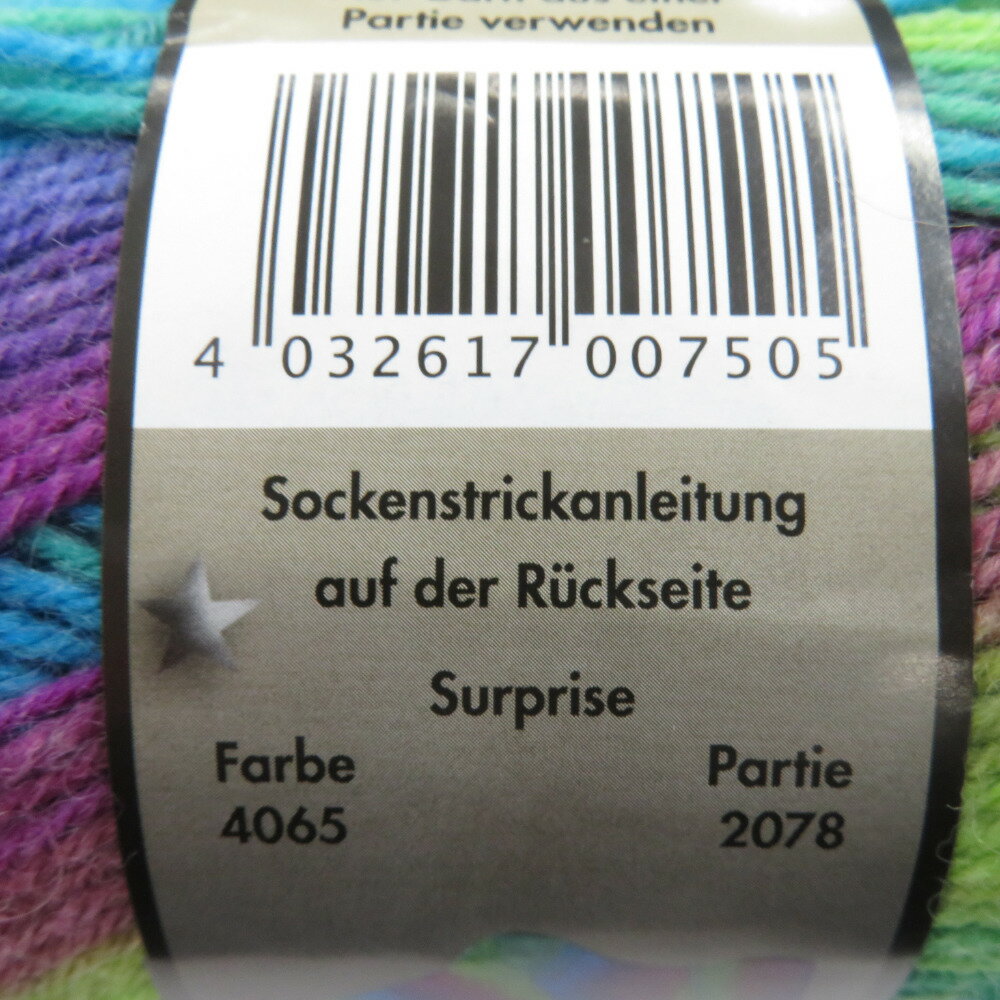 Partie verwenden
4 032617 007505
Sockenstrickanleitung
auf der Rückseite
Surprise
Farbe Partie
4065 2078